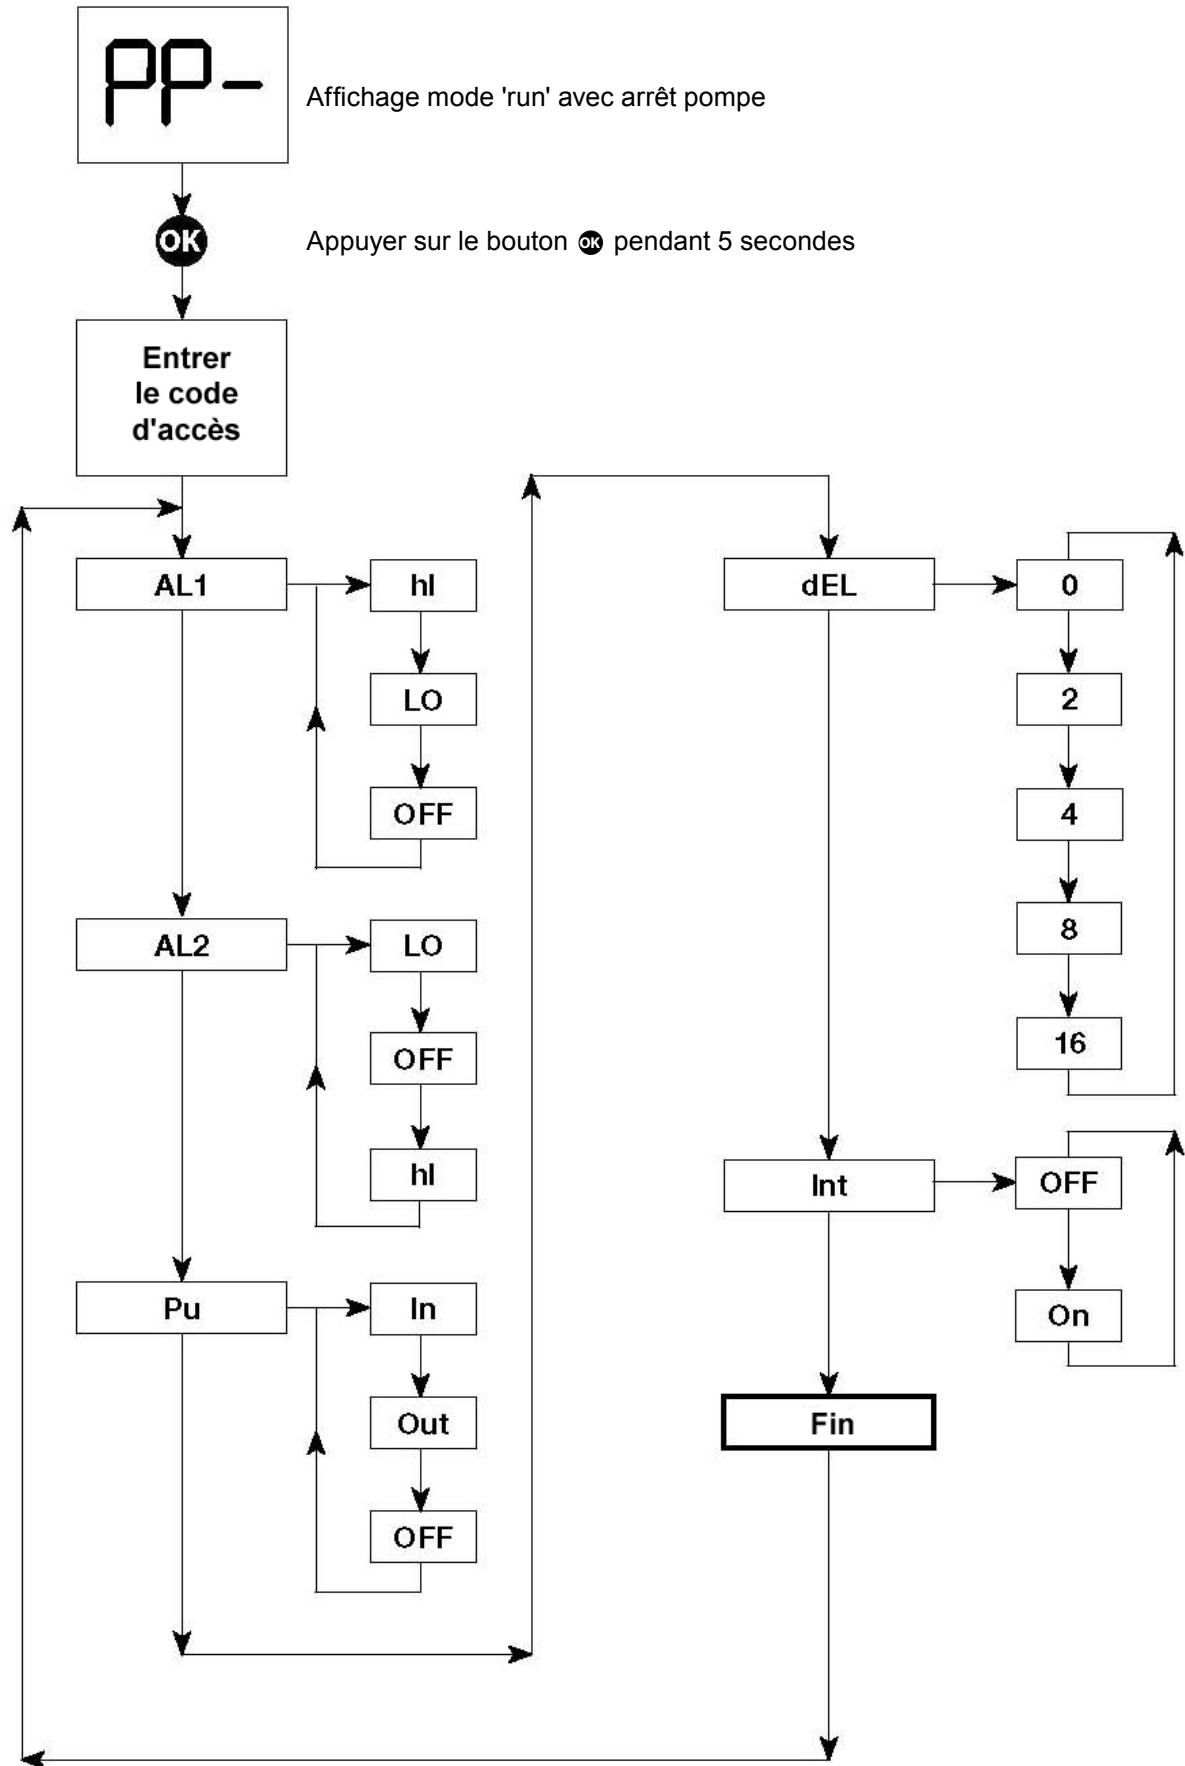 PP-
Affichage mode 'run' avec arrêt pompe
OK
Appuyer sur le bouton OK pendant 5 secondes
Entrer
le code
d'accès
AL1
hI
LO
OFF
AL2
LO
OFF
hI
Pu
In
Out
OFF
dEL
0
2
4
8
16
Int
OFF
On
Fin